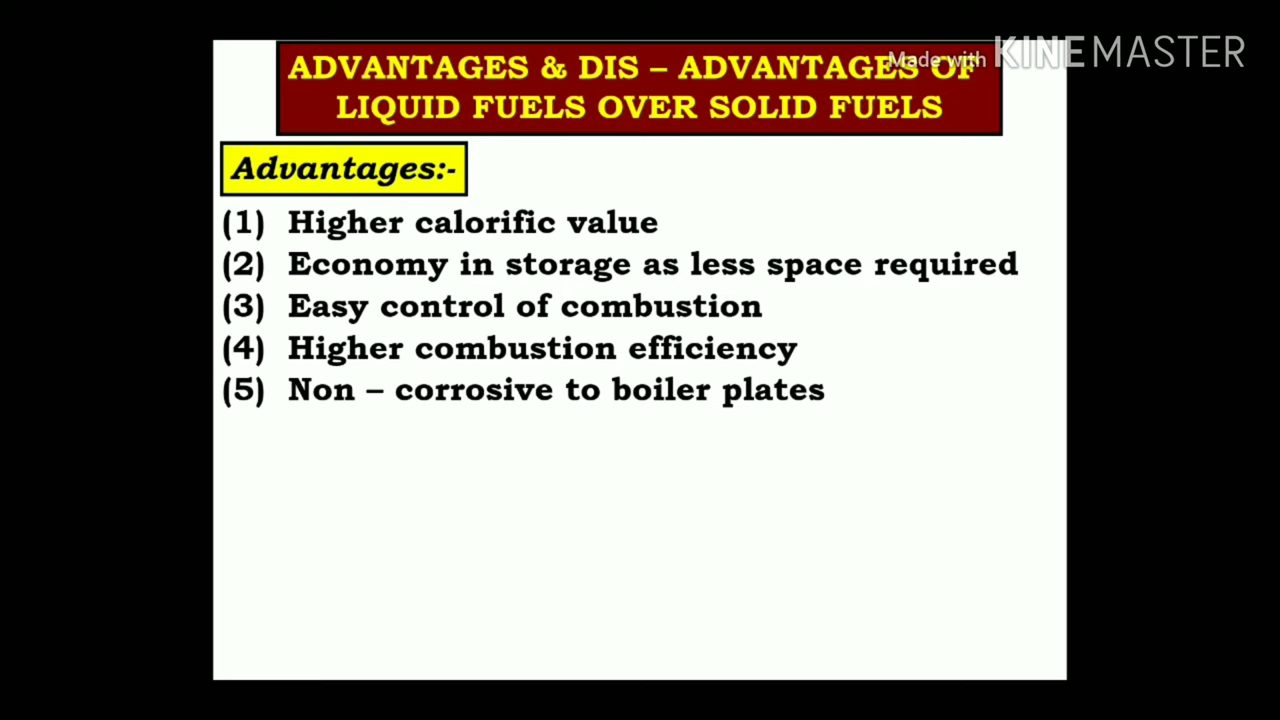 Made with KINEMASTER
ADVANTAGES & DIS – ADVANTAGES OF
LIQUID FUELS OVER SOLID FUELS
Advantages:-
(1) Higher calorific value
(2) Economy in storage as less space required
(3) Easy control of combustion
(4) Higher combustion efficiency
(5) Non – corrosive to boiler plates